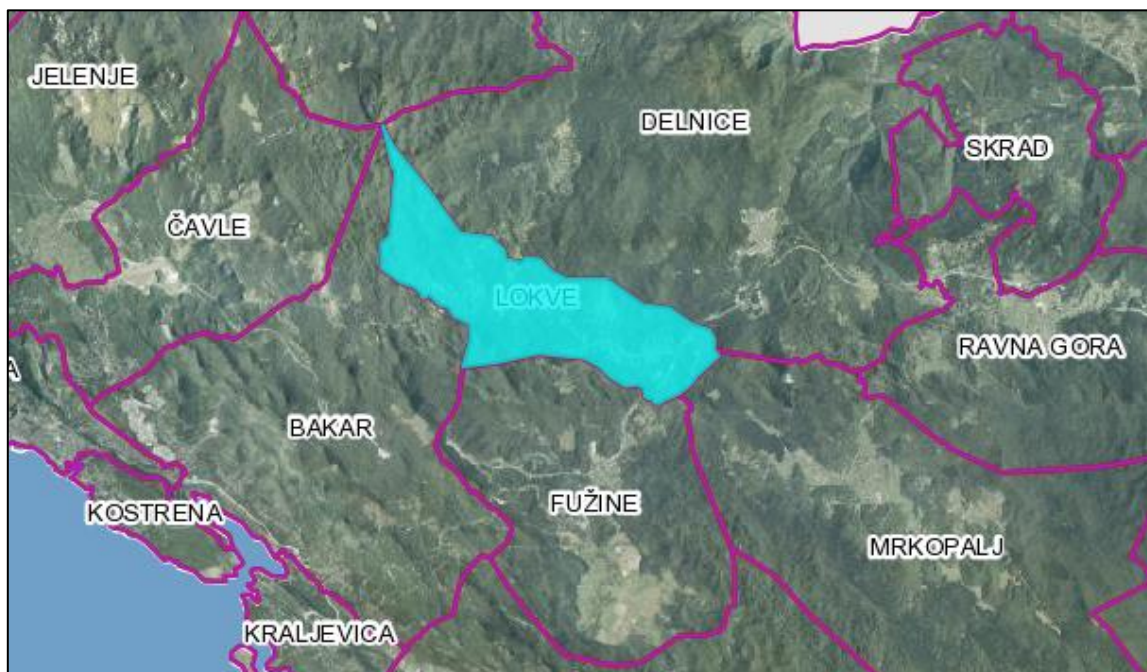 JELENJE
DELNICE
SKRAD
ČAVLE
LOKVE
RAVNA GORA
A
BAKAR
FUŽINE
KOSTRENA
MRKOPALJ
KRALJEVICA